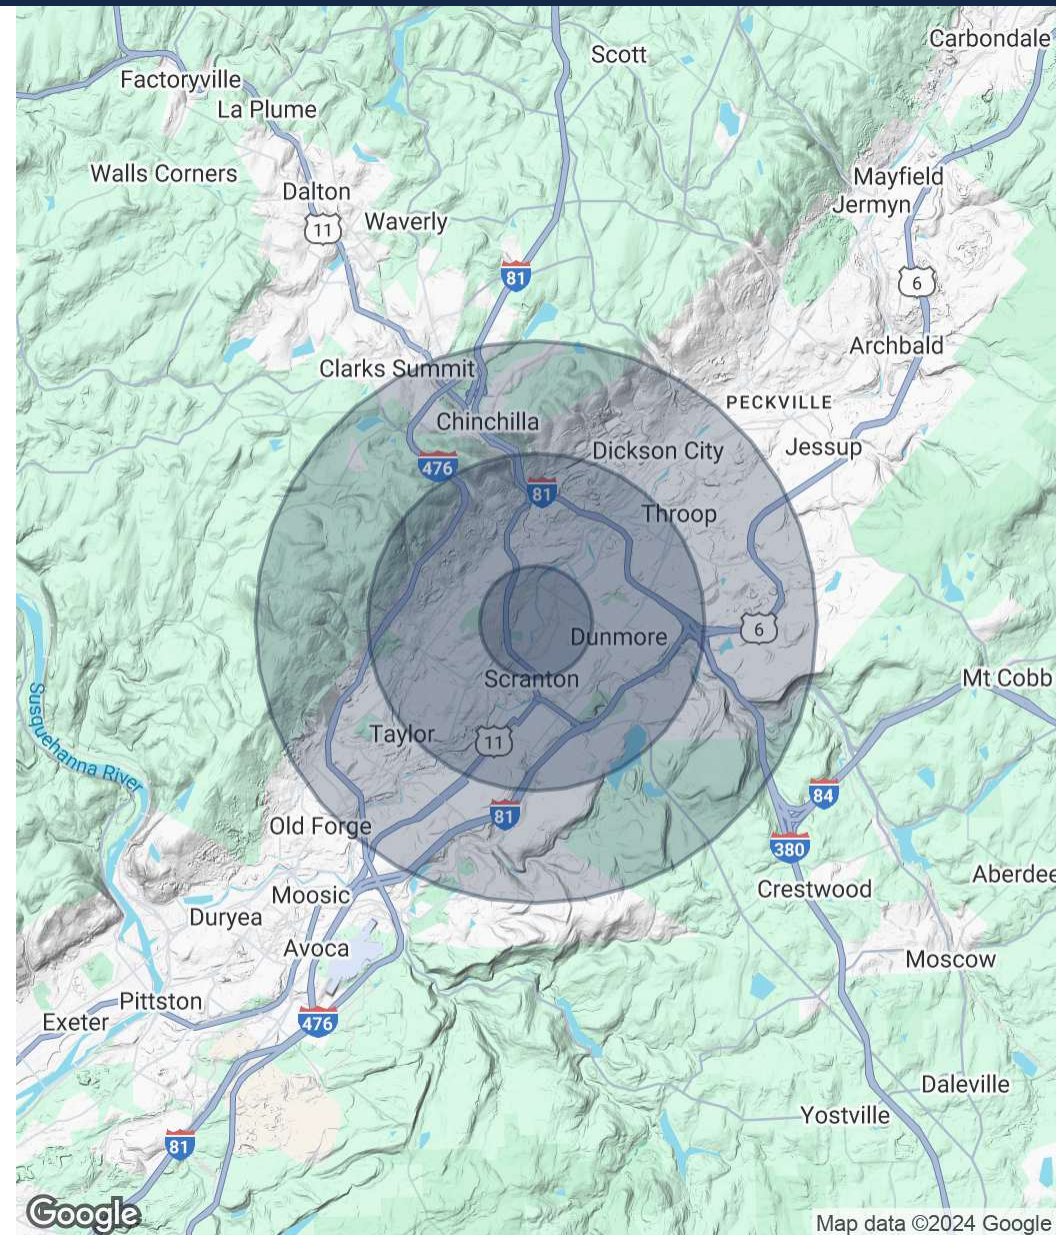 Scott
Carbondale
Factoryville
La Plume
Walls Corners
Mayfield
Dalton
Jermyn
Waverly
11
81
6
Archbald
Clarks Summit
PECKVILLE
Chinchilla
Dickson City
Jessup
476
81
Throop
6
Dunmore
Scranton
Mt Cobb
Susquehanna River
Taylor
11
84
81
Old Forge
380
Aberdee
Moosic
Crestwood
Duryea
Avoca
Moscow
Pittston
Exeter
476
Daleville
Yostville
81
Google
Map data ©2024 Google